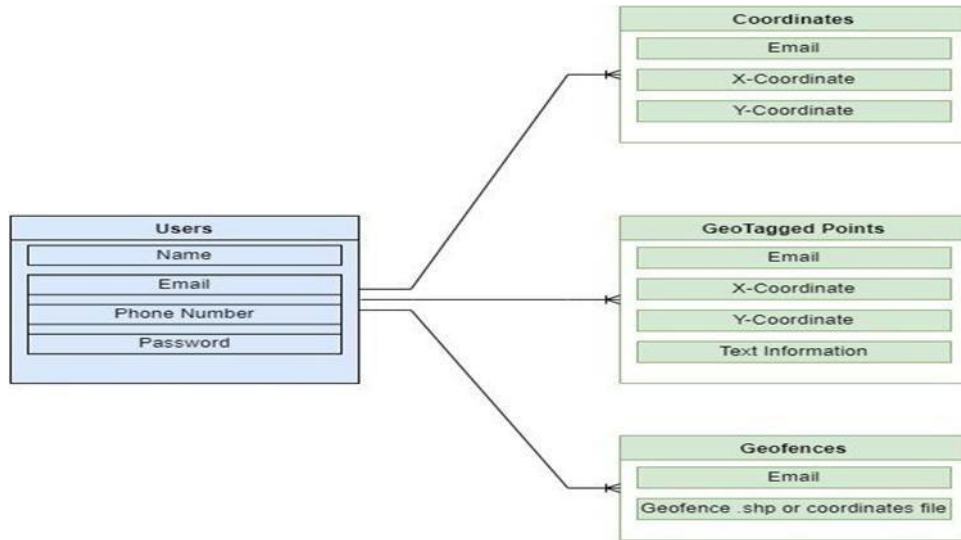 Users
Name
Email
Phone Number
Password
Coordinates
Email
X-Coordinate
Y-Coordinate
GeoTagged Points
Email
X-Coordinate
Y-Coordinate
Text Information
Geofences
Email
Geofence .shp or coordinates file